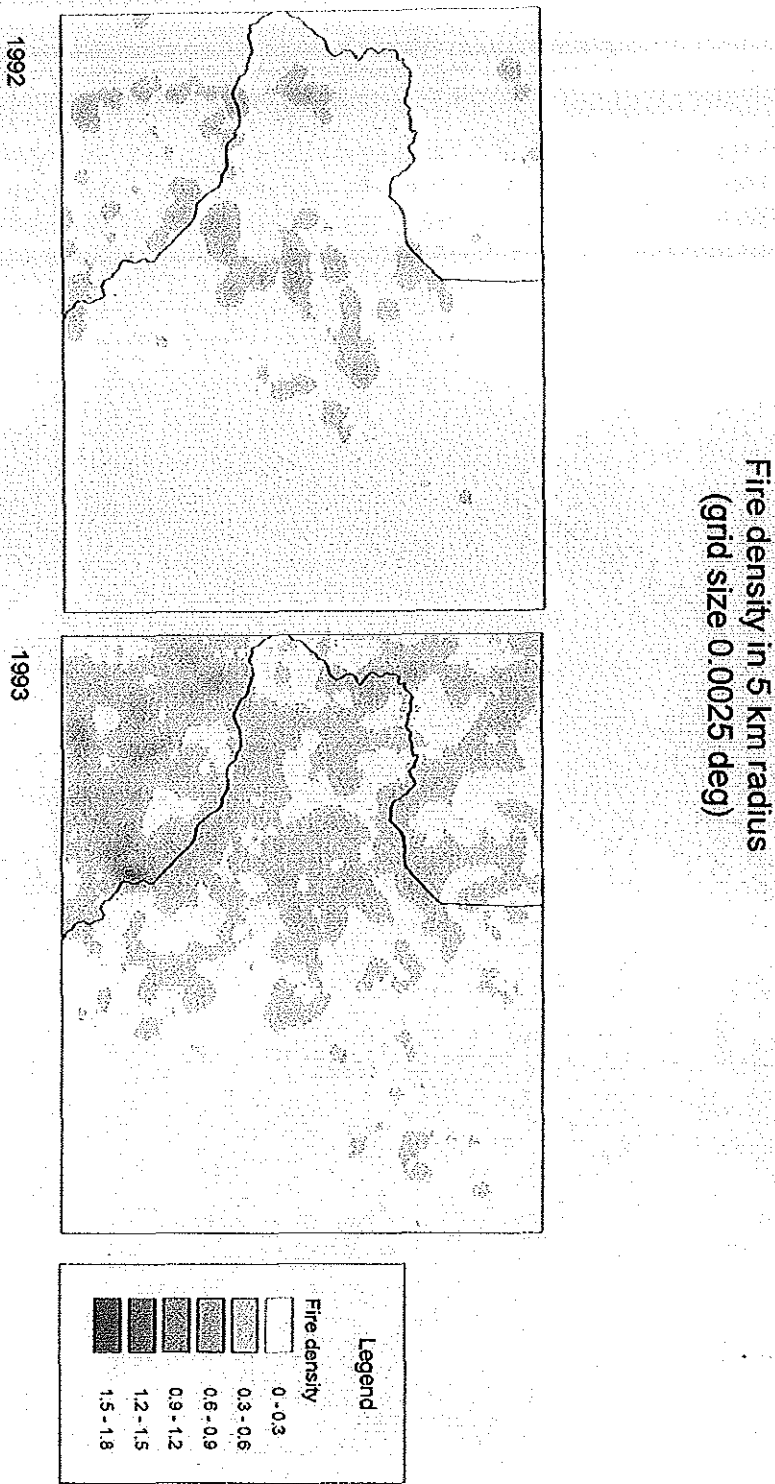 Fire density in 5 km radius
(grid size 0.0025 deg)
1992
1993
Legend
Fire density
0 - 0.3
0.3 - 0.6
0.6 - 0.9
0.9 - 1.2
1.2 - 1.5
1.5 - 1.8